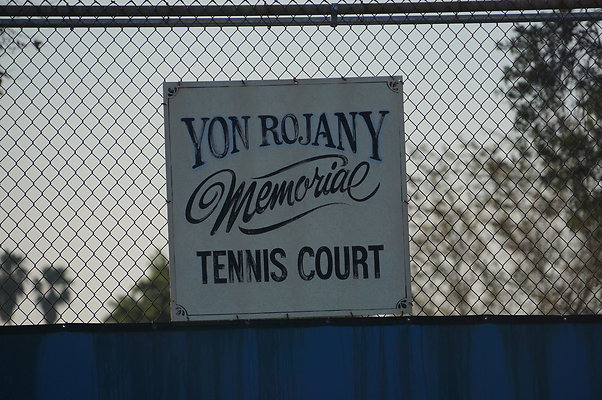 VON ROJANY
Memorial
TENNIS COURT